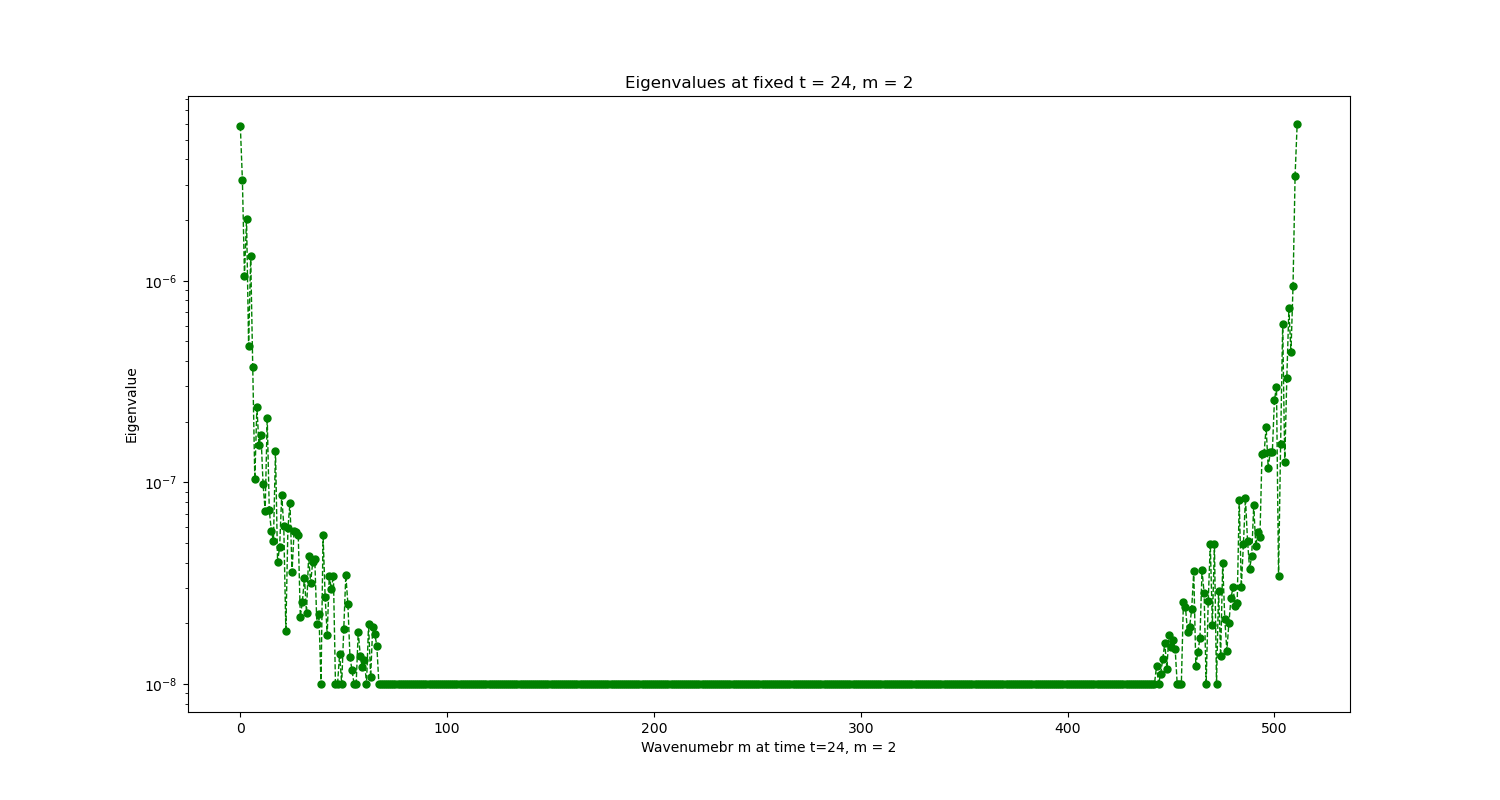 Eigenvalues at fixed t = 24, m = 2
10⁻⁶
10⁻⁷
10⁻⁸
Eigenvalue
0 100 200 300 400 500
Wavenumebr m at time t=24, m = 2